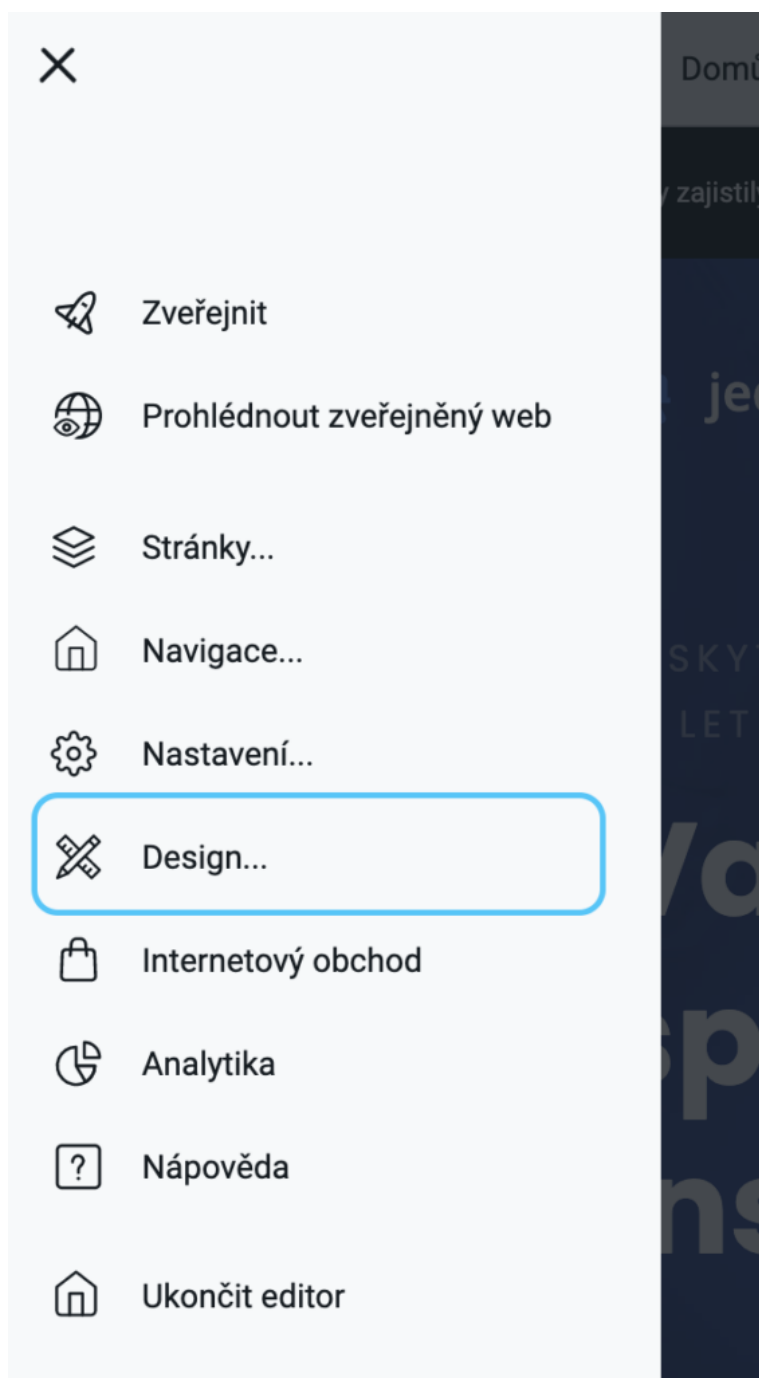 Zveřejnit
Prohlédnout zveřejněný web
Stránky...
Navigace...
Nastavení...
Design...
Internetový obchod
Analytika
?
Nápověda
Ukončit editor